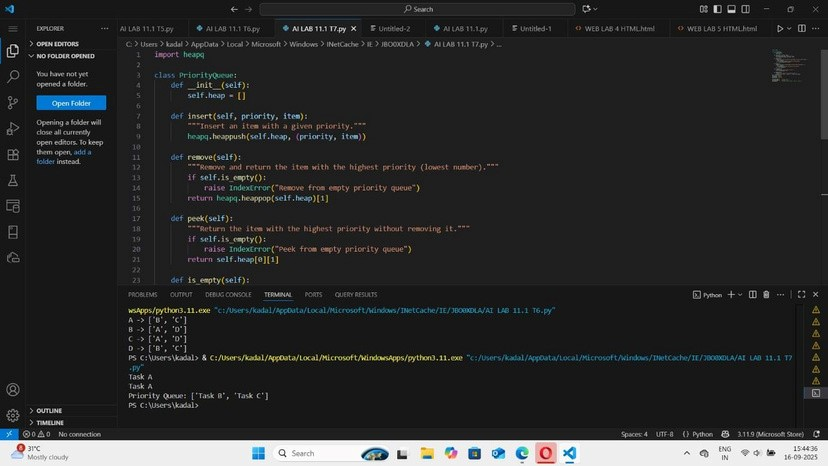 Search
AI LAB 11.1 T5.py
AI LAB 11.1 T6.py
AI LAB 11.1 T7.py
Untitled-2
AI LAB 11.1.py
Untitled-1
WEB LAB 4 HTML.html
WEB LAB 5 HTML.html
EXPLORER
OPEN EDITORS
NO FOLDER OPENED
You have not yet
opened a folder.
Open Folder
Opening a folder will
close all currently
open editors. To keep
them open, add a
folder instead.
OUTLINE
TIMELINE
C: > Users > kadal > AppData > Local > Microsoft > Windows > INetCache > IE > JBO0XDLA > AI LAB 11.1 T7.py > ...
1 import heapq
2
3 class PriorityQueue:
4 def __init__(self):
5 self.heap = []
6
7 def insert(self, priority, item):
8 """Insert an item with a given priority."""
9 heapq.heappush(self.heap, (priority, item))
10
11 def remove(self):
12 """Remove and return the item with the highest priority (lowest number)."""
13 if self.is_empty():
14 raise IndexError("Remove from empty priority queue")
15 return heapq.heappop(self.heap)[1]
16
17 def peek(self):
18 """Return the item with the highest priority without removing it."""
19 if self.is_empty():
20 raise IndexError("Peek from empty priority queue")
21 return self.heap[0][1]
22
23 def is_empty(self):
PROBLEMS OUTPUT DEBUG CONSOLE TERMINAL PORTS QUERY RESULTS
Python
wsApps/python3.11.exe "c:/Users/kadal/AppData/Local/Microsoft/Windows/INetCache/IE/JBO0XDLA/AI LAB 11.1 T6.py"
A -> ['B', 'C']
B -> ['A', 'D']
C -> ['A', 'D']
D -> ['B', 'C']
PS C:\Users\kadal> & C:/Users/kadal/AppData/Local/Microsoft/WindowsApps/python3.11.exe "c:/Users/kadal/AppData/Local/Microsoft/Windows/INetCache/IE/JBO0XDLA/AI LAB 11.1 T7
.py"
Task A
Task A
Priority Queue: ['Task B', 'Task C']
PS C:\Users\kadal>
0 0 No connection
Spaces: 4 UTF-8 {} Python 3.11.9 (Microsoft Store)
31°C
Mostly cloudy
Search
ENG
IN
15:44:36
16-09-2025